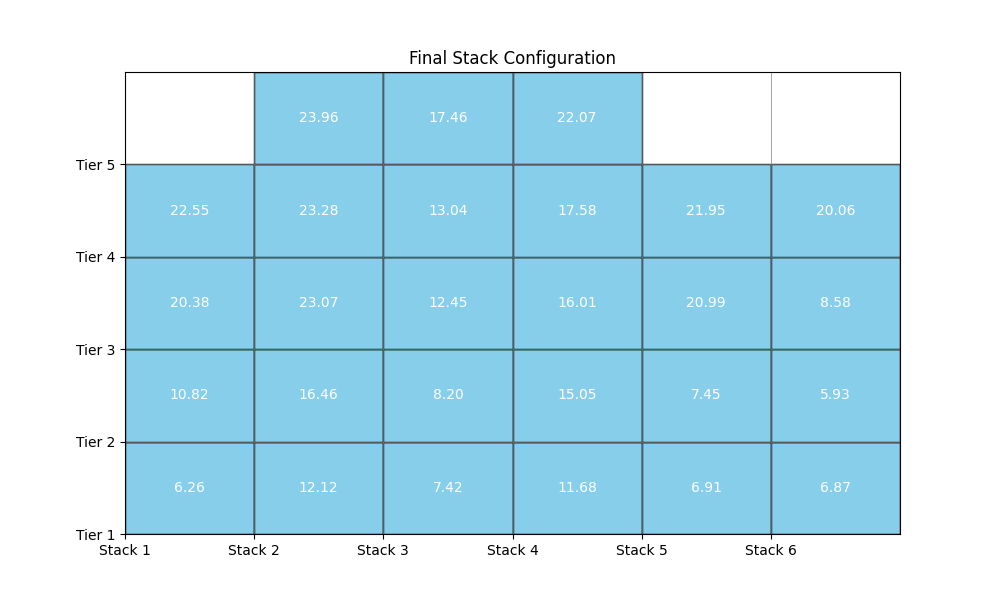 Final Stack Configuration
23.96 17.46 22.07
Tier 5
22.55 23.28 13.04 17.58 21.95 20.06
Tier 4
20.38 23.07 12.45 16.01 20.99 8.58
Tier 3
10.82 16.46 8.20 15.05 7.45 5.93
Tier 2
6.26 12.12 7.42 11.68 6.91 6.87
Tier 1
Stack 1 Stack 2 Stack 3 Stack 4 Stack 5 Stack 6